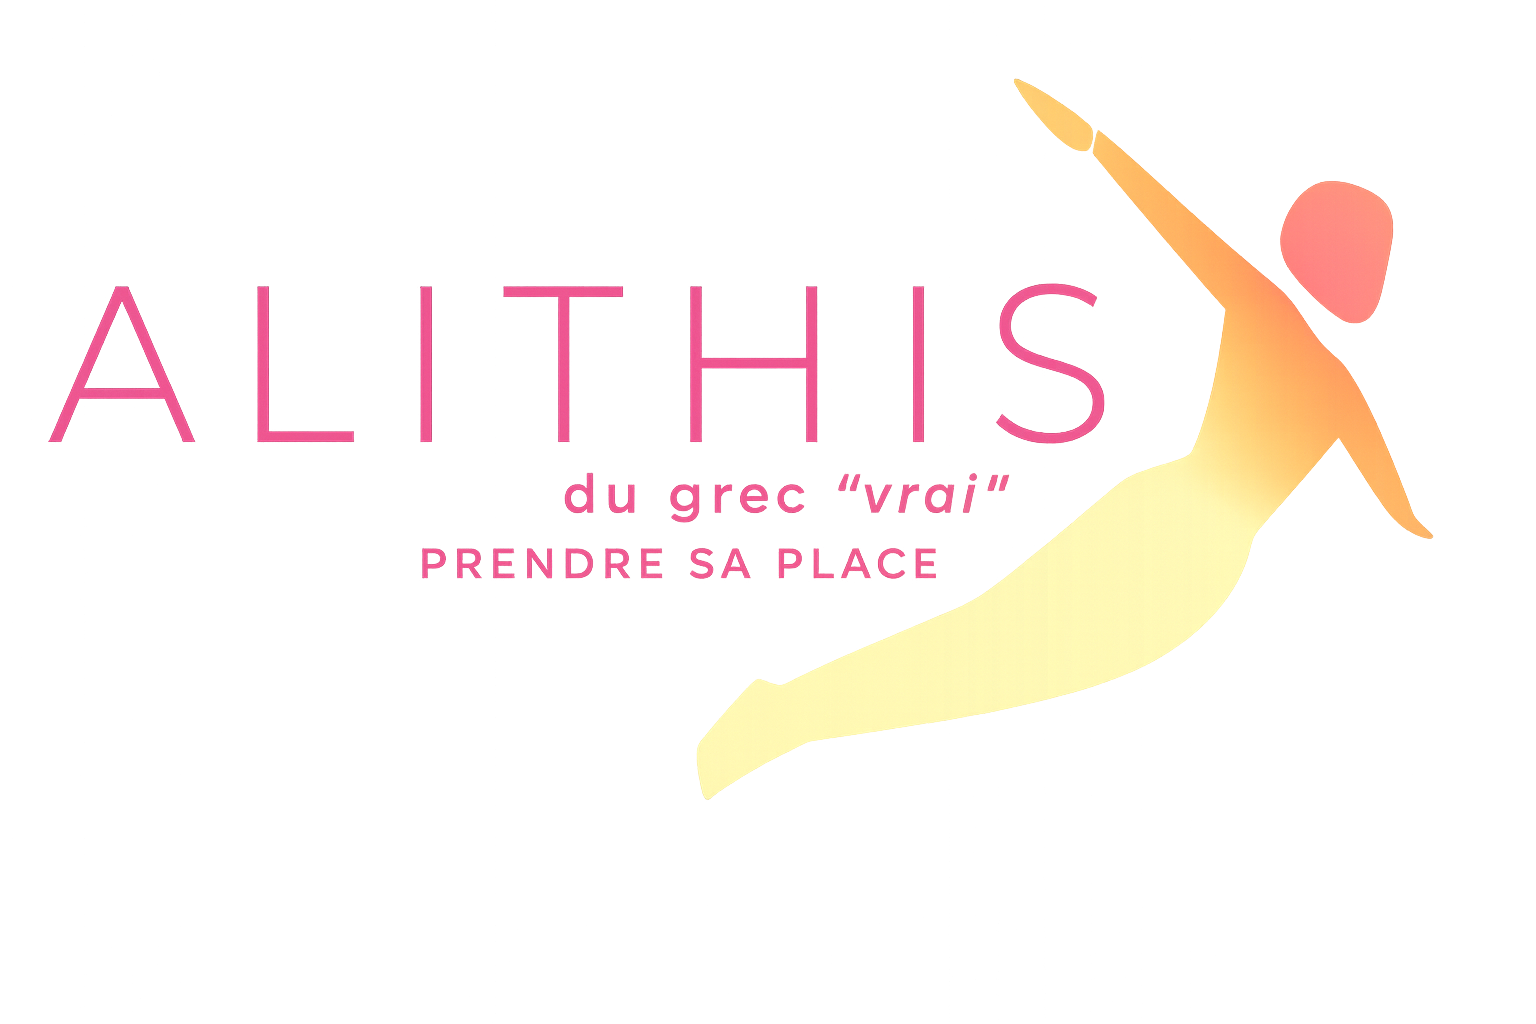 ALITHIS
du grec “vrai”
PRENDRE SA PLACE